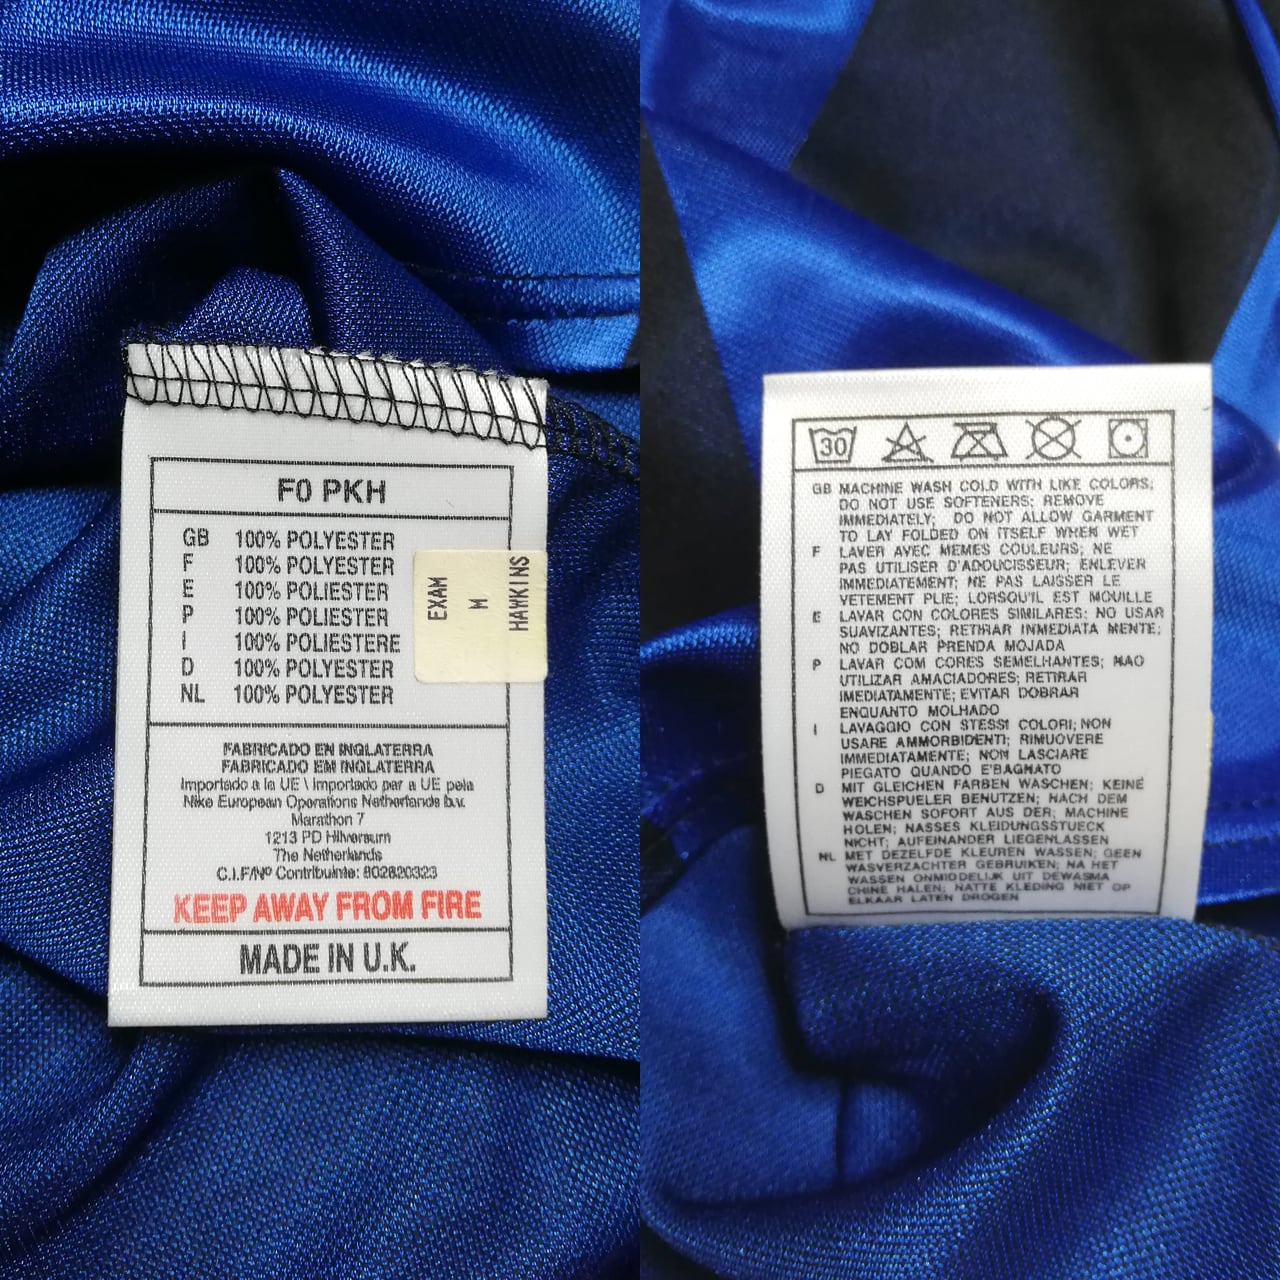 F0 PKH
GB 100% POLYESTER
F 100% POLYESTER
E 100% POLIESTER
P 100% POLIESTER
I 100% POLIESTERE
D 100% POLYESTER
NL 100% POLYESTER
EXAM
M
HAWKINS
FABRICADO EN INGLATERRA
FABRICADO EM INGLATERRA
Importado a la UE \ Importado par a UE pela
Nike European Operations Netherlands b.v.
Marathon 7
1213 PD Hilversum
The Netherlands
C.I.F/Nº Contribuinte: 802820323
KEEP AWAY FROM FIRE
MADE IN U.K.
30
GB MACHINE WASH COLD WITH LIKE COLORS;
DO NOT USE SOFTENERS; REMOVE
IMMEDIATELY; DO NOT ALLOW GARMENT
TO LAY FOLDED ON ITSELF WHEN WET
F LAVER AVEC MEMES COULEURS; NE
PAS UTILISER D'ADOUCISSEUR; ENLEVER
IMMEDIATEMENT; NE PAS LAISSER LE
VETEMENT PLIE; LORSQU'IL EST MOUILLE
E LAVAR CON COLORES SIMILARES: NO USAR
SUAVIZANTES; RETIRAR INMEDIATA MENTE;
NO DOBLAR PRENDA MOJADA
P LAVAR COM CORES SEMELHANTES; NAO
UTILIZAR AMACIADORES; RETIRAR
IMEDIATAMENTE; EVITAR DOBRAR
ENQUANTO MOLHADO
I LAVAGGIO CON STESSI COLORI; NON
USARE AMMORBIDENTI; RIMUOVERE
IMMEDIATAMENTE; NON LASCIARE
PIEGATO QUANDO E'BAGNATO
D MIT GLEICHEN FARBEN WASCHEN; KEINE
WEICHSPUELER BENUTZEN; NACH DEM
WASCHEN SOFORT AUS DER; MACHINE
HOLEN; NASSES KLEIDUNGSSTUECK
NICHT; AUFEINANDER LIEGENLASSEN
NL MET DEZELFDE KLEUREN WASSEN; GEEN
WASVERZACHTER GEBRUIKEN; NA HET
WASSEN ONMIDDELIJK UIT DEWASMA
CHINE HALEN; NATTE KLEDING NIET OP
ELKAAR LATEN DROGEN